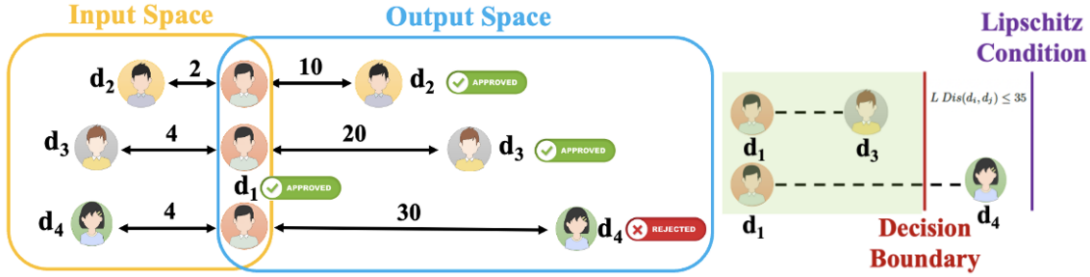 Input Space
Output Space
Lipschitz
Condition
d2
2
10
d2
APPROVED
d3
4
20
d3
APPROVED
d1
APPROVED
d4
4
30
d4
REJECTED
L Dis(di, dj) ≤ 35
d1
d3
d1
d4
Decision
Boundary